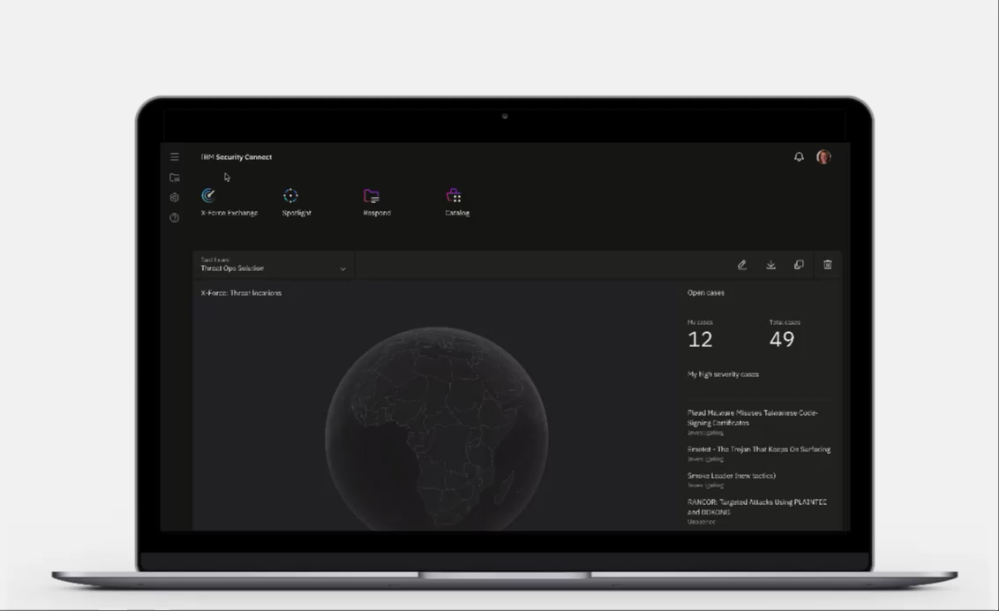 IBM Security Connect
X-Force Exchange
Spotlight
Respond
Catalog
Dashboard
Threat Ops Solution
X-Force: Threat locations
Open cases
My cases
Total cases
12
49
My high severity cases
Plead Malware Misuses Taiwanese Code-
Signing Certificates
Investigating
Emotet - The Trojan That Keeps On Surfacing
Investigating
Smoke Loader (new tactics)
Investigating
RANCOR: Targeted Attacks Using PLAINTEE
and DDKONG